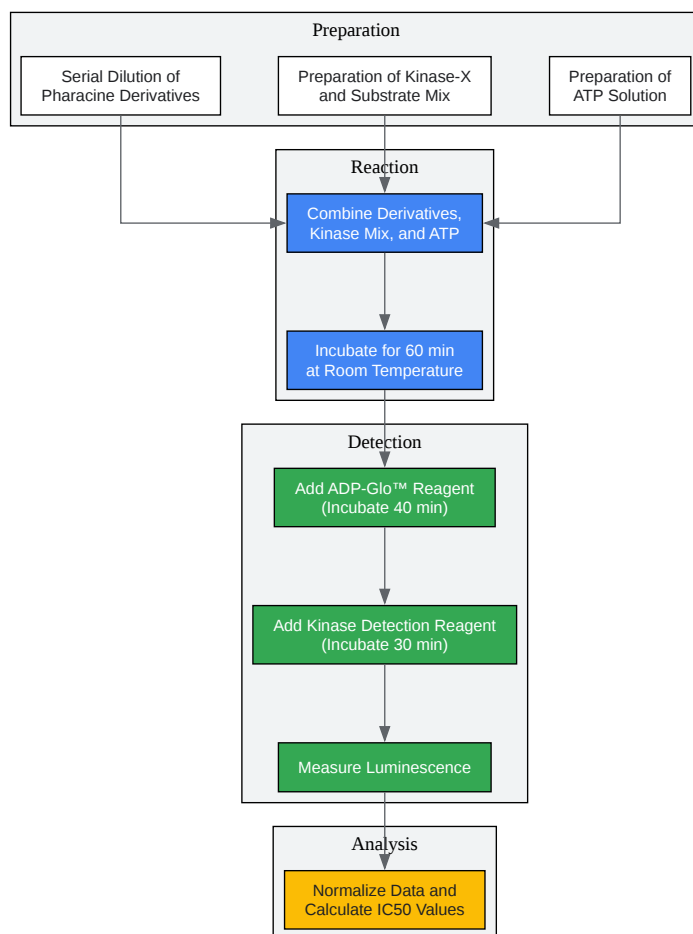 Preparation
Serial Dilution of
Pharacine Derivatives
Preparation of Kinase-X
and Substrate Mix
Preparation of
ATP Solution
Reaction
Combine Derivatives,
Kinase Mix, and ATP
Incubate for 60 min
at Room Temperature
Detection
Add ADP-Glo™ Reagent
(Incubate 40 min)
Add Kinase Detection Reagent
(Incubate 30 min)
Measure Luminescence
Analysis
Normalize Data and
Calculate IC50 Values